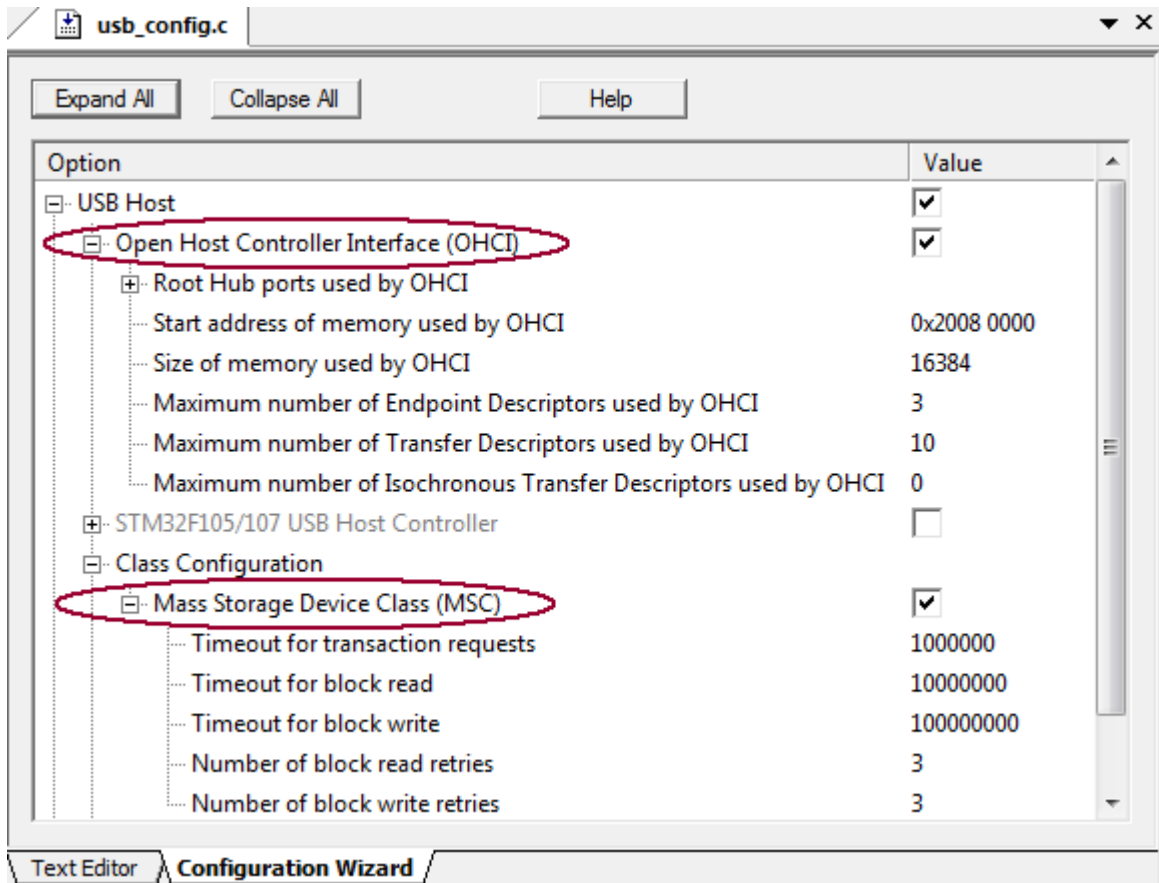 usb_config.c
Expand All Collapse All Help
Option Value
USB Host
Open Host Controller Interface (OHCI)
Root Hub ports used by OHCI
Start address of memory used by OHCI 0x2008 0000
Size of memory used by OHCI 16384
Maximum number of Endpoint Descriptors used by OHCI 3
Maximum number of Transfer Descriptors used by OHCI 10
Maximum number of Isochronous Transfer Descriptors used by OHCI 0
STM32F105/107 USB Host Controller
Class Configuration
Mass Storage Device Class (MSC)
Timeout for transaction requests 1000000
Timeout for block read 10000000
Timeout for block write 100000000
Number of block read retries 3
Number of block write retries 3
Text Editor Configuration Wizard